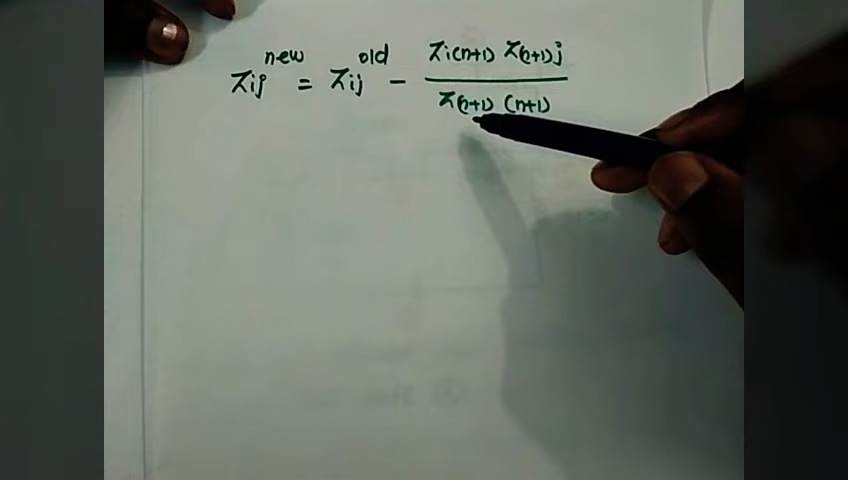 Zij^new = Zij^old - Zi(n+1) Z(n+1)j / Z(n+1)(n+1)